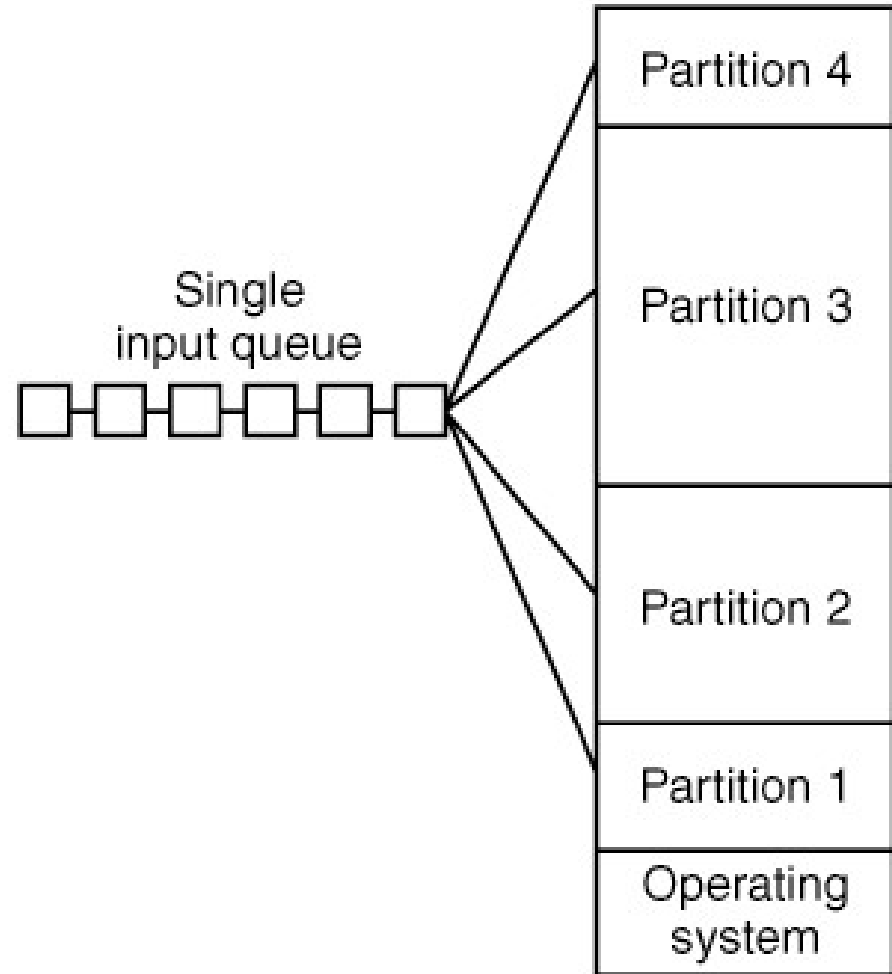 Partition 4
Single
input queue
Partition 3
Partition 2
Partition 1
Operating
system